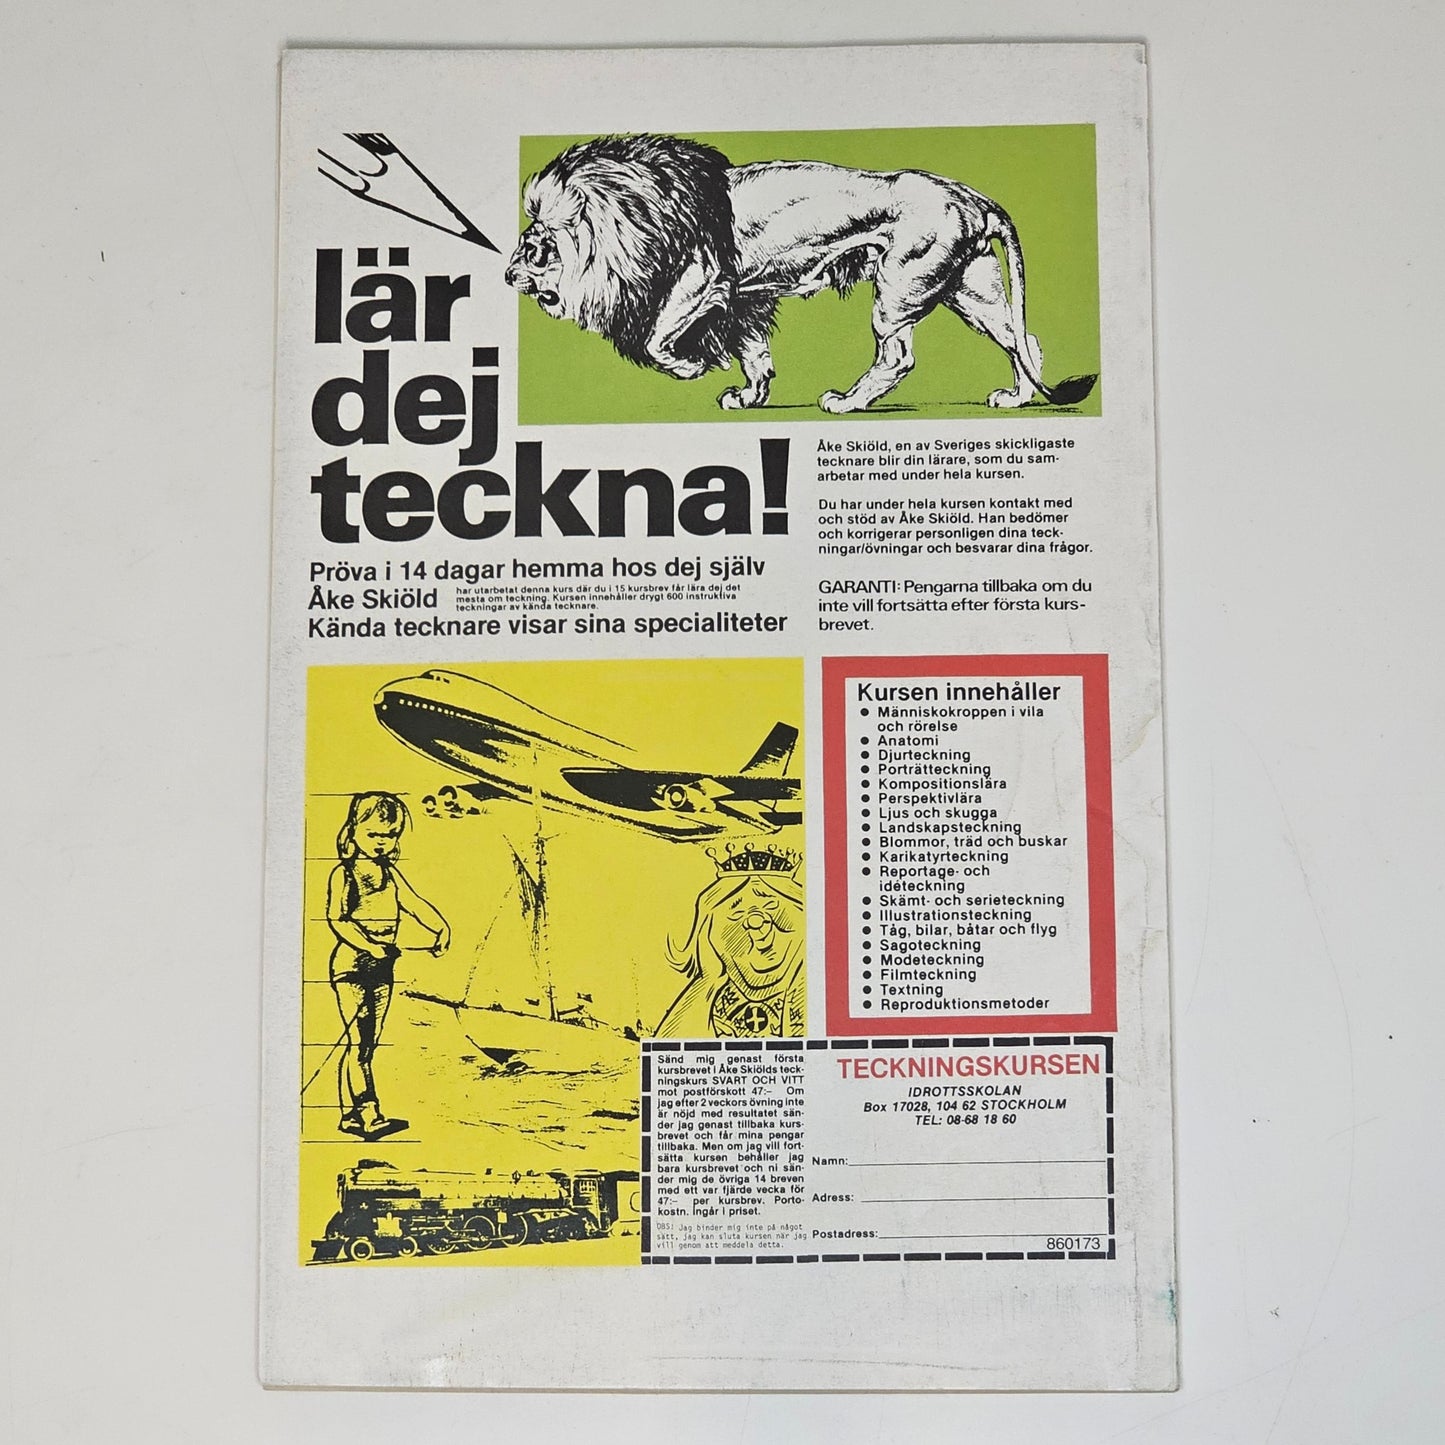 lär
dej
teckna!
Pröva i 14 dagar hemma hos dej själv
Åke Skiöld har utarbetat denna kurs där du i 15 kursbrev får lära dej det
mesta om teckning. Kursen innehåller drygt 600 instruktiva
teckningar av kända tecknare.
Kända tecknare visar sina specialiteter
Åke Skiöld, en av Sveriges skickligaste
tecknare blir din lärare, som du sam-
arbetar med under hela kursen.
Du har under hela kursen kontakt med
och stöd av Åke Skiöld. Han bedömer
och korrigerar personligen dina teck-
ningar/övningar och besvarar dina frågor.
GARANTI: Pengarna tillbaka om du
inte vill fortsätta efter första kurs-
brevet.
Kursen innehåller
● Människokroppen i vila
och rörelse
● Anatomi
● Djurteckning
● Porträtteckning
● Kompositionslära
● Perspektivlära
● Ljus och skugga
● Landskapsteckning
● Blommor, träd och buskar
● Karikatyrteckning
● Reportage- och
idéteckning
● Skämt- och serieteckning
● Illustrationsteckning
● Tåg, bilar, båtar och flyg
● Sagoteckning
● Modeteckning
● Filmteckning
● Textning
● Reproduktionsmetoder
Sänd mig genast första
kursbrevet i Åke Skiölds teck-
ningskurs SVART OCH VITT
mot postförskott 47:– Om
jag efter 2 veckors övning inte
är nöjd med resultatet sän-
der jag genast tillbaka kurs-
brevet och får mina pengar
tillbaka. Men om jag vill fort-
sätta kursen behåller jag
bara kursbrevet och ni sän-
der mig de övriga 14 breven
med ett var fjärde vecka för
47:– per kursbrev. Porto-
kostn. ingår i priset.
OBS! Jag binder mig inte på något
sätt, jag kan sluta kursen när jag
vill genom att meddela detta.
TECKNINGSKURSEN
IDROTTSSKOLAN
Box 17028, 104 62 STOCKHOLM
TEL: 08-68 18 60
Namn:
Adress:
Postadress:
860173